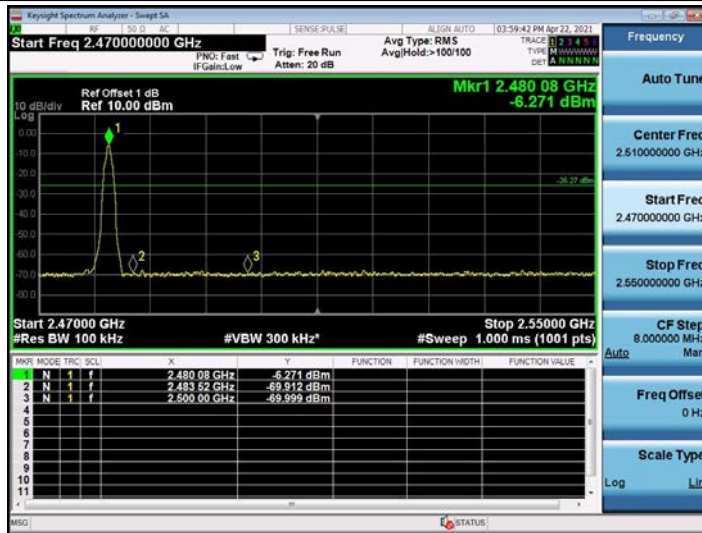 Keysight Spectrum Analyzer - Swept SA
RF 50 Ω AC SENSE:PULSE ALIGN AUTO 03:59:42 PM Apr 22, 2021
Start Freq 2.470000000 GHz
PNO: Fast Trig: Free Run Avg Type: RMS TRACE 1 2 3 4 5 6
IFGain:Low Atten: 20 dB Avg|Hold:>100/100 TYPE M
DET A N N N N N
Ref Offset 1 dB Mkr1 2.480 08 GHz
10 dB/div Ref 10.00 dBm -6.271 dBm
Log
1
0.00
-10.0
-20.0
-26.27 dBm
-30.0
-40.0
-50.0
2 3
-60.0
-70.0
-80.0
Start 2.47000 GHz Stop 2.55000 GHz
#Res BW 100 kHz #VBW 300 kHz* #Sweep 1.000 ms (1001 pts)
MKR MODE TRC SCL X Y FUNCTION FUNCTION WIDTH FUNCTION VALUE
1 N 1 f 2.480 08 GHz -6.271 dBm
2 N 1 f 2.483 52 GHz -69.912 dBm
3 N 1 f 2.500 00 GHz -69.999 dBm
4
5
6
7
8
9
10
11
MSG STATUS
Frequency
Auto Tune
Center Freq
2.510000000 GHz
Start Freq
2.470000000 GHz
Stop Freq
2.550000000 GHz
CF Step
8.000000 MHz
Auto Man
Freq Offset
0 Hz
Scale Type
Log Lin